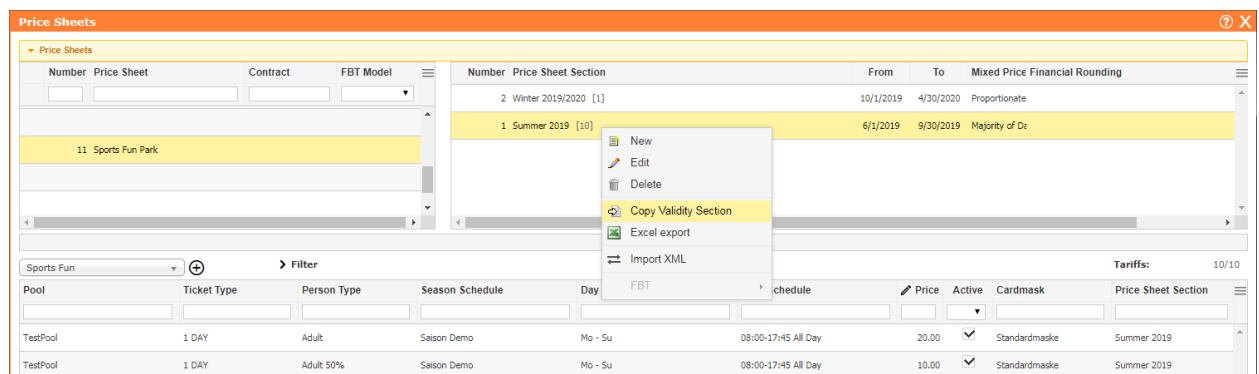 Price Sheets
Price Sheets
Number Price Sheet Contract FBT Model
Number Price Sheet Section From To Mixed Price Financial Rounding
2 Winter 2019/2020 [1] 10/1/2019 4/30/2020 Proportionate
1 Summer 2019 [10] 6/1/2019 9/30/2019 Majority of Da
11 Sports Fun Park
New
Edit
Delete
Copy Validity Section
Excel export
Import XML
FBT
Sports Fun Filter Tariffs: 10/10
Pool Ticket Type Person Type Season Schedule Day chedule Price Active Cardmask Price Sheet Section
TestPool 1 DAY Adult Saison Demo Mo - Su 08:00-17:45 All Day 20.00 Standardmaske Summer 2019
TestPool 1 DAY Adult 50% Saison Demo Mo - Su 08:00-17:45 All Day 10.00 Standardmaske Summer 2019